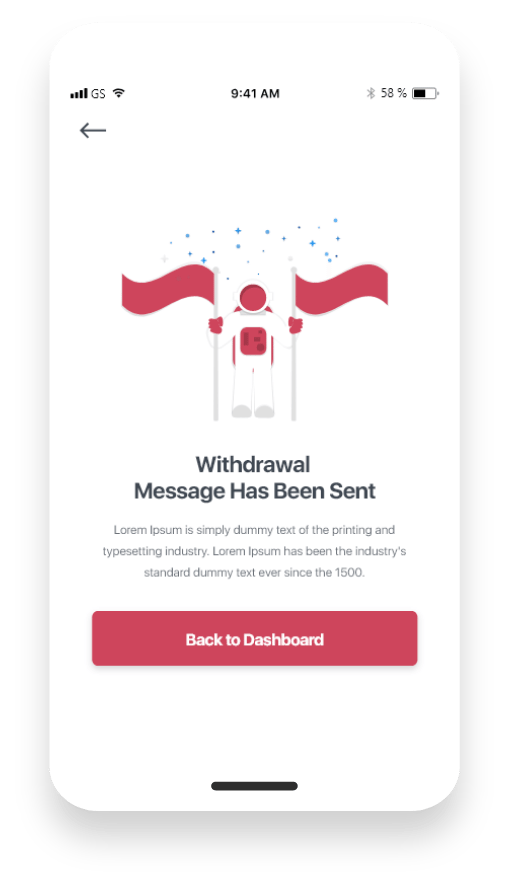 GS 9:41 AM 58 %
Withdrawal
Message Has Been Sent
Lorem Ipsum is simply dummy text of the printing and
typesetting industry. Lorem Ipsum has been the industry's
standard dummy text ever since the 1500.
Back to Dashboard